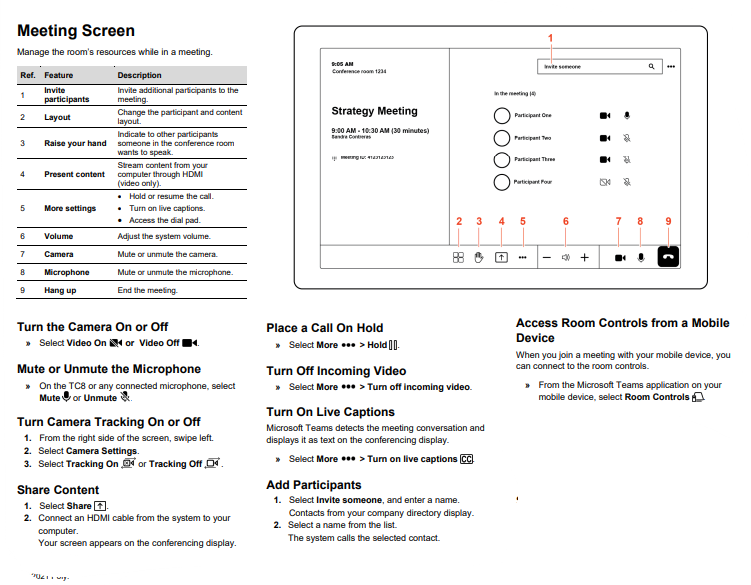 Meeting Screen
Manage the room's resources while in a meeting.
Ref. Feature Description
1 Invite participants Invite additional participants to the meeting.
2 Layout Change the participant and content layout.
3 Raise your hand Indicate to other participants someone in the conference room wants to speak.
4 Present content Stream content from your computer through HDMI (video only).
5 More settings • Hold or resume the call.
• Turn on live captions.
• Access the dial pad.
6 Volume Adjust the system volume.
7 Camera Mute or unmute the camera.
8 Microphone Mute or unmute the microphone.
9 Hang up End the meeting.
1
9:05 AM
Conference room 1234
Invite someone
In the meeting (4)
Participant One
Participant Two
Participant Three
Participant Four
Strategy Meeting
9:00 AM - 10:30 AM (30 minutes)
Sandra Contreras
Meeting ID: 4123123123
2 3 4 5 6 7 8 9
Turn the Camera On or Off
» Select Video On or Video Off .
Mute or Unmute the Microphone
» On the TC8 or any connected microphone, select
Mute or Unmute .
Turn Camera Tracking On or Off
1. From the right side of the screen, swipe left.
2. Select Camera Settings.
3. Select Tracking On or Tracking Off .
Share Content
1. Select Share .
2. Connect an HDMI cable from the system to your
computer.
Your screen appears on the conferencing display.
Place a Call On Hold
» Select More ••• > Hold .
Turn Off Incoming Video
» Select More ••• > Turn off incoming video.
Turn On Live Captions
Microsoft Teams detects the meeting conversation and
displays it as text on the conferencing display.
» Select More ••• > Turn on live captions CC.
Add Participants
1. Select Invite someone, and enter a name.
Contacts from your company directory display.
2. Select a name from the list.
The system calls the selected contact.
Access Room Controls from a Mobile
Device
When you join a meeting with your mobile device, you
can connect to the room controls.
» From the Microsoft Teams application on your
mobile device, select Room Controls .